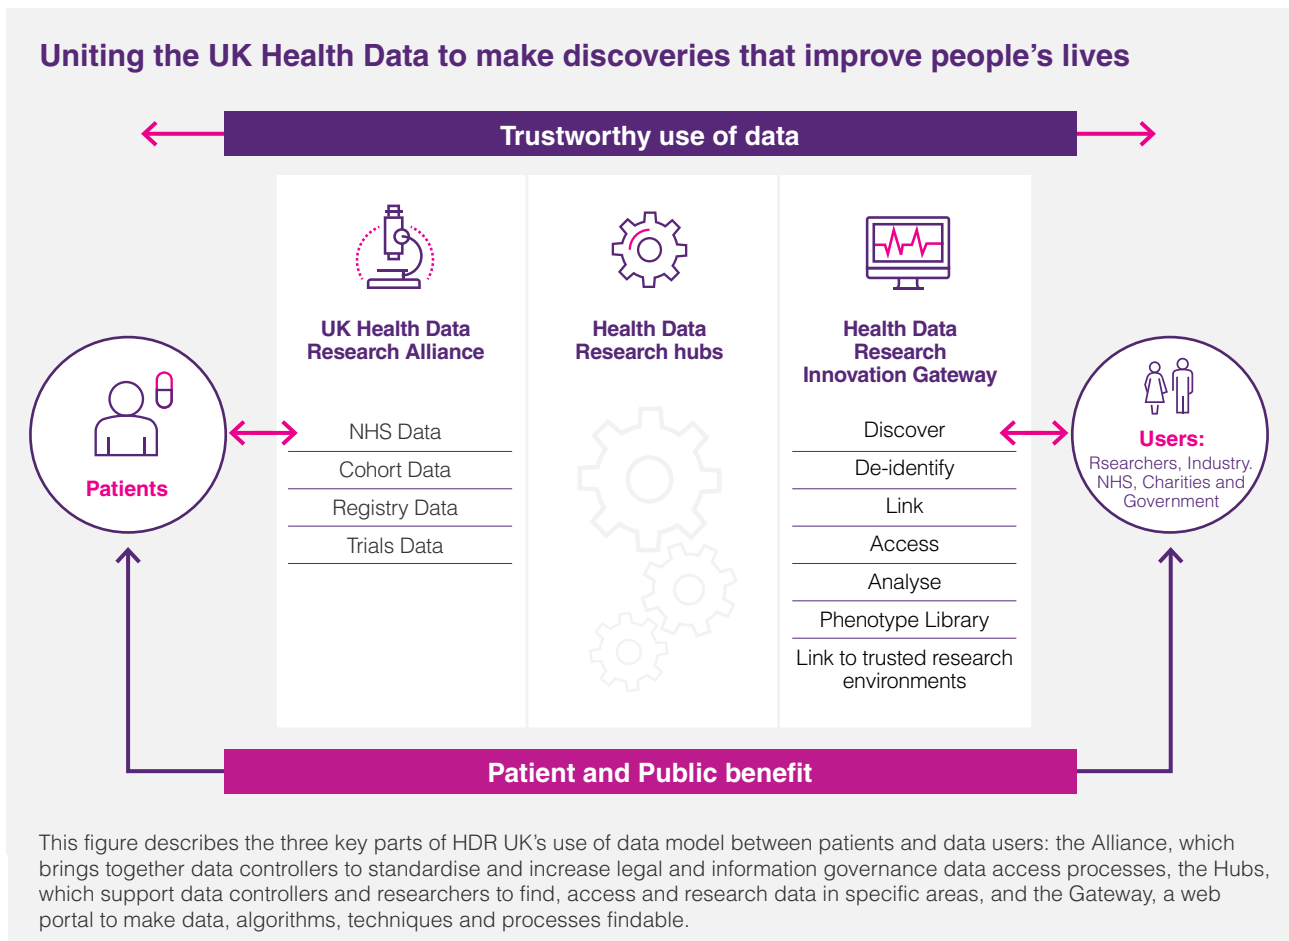 Uniting the UK Health Data to make discoveries that improve people’s lives
Trustworthy use of data
UK Health Data
Research Alliance
Health Data
Research hubs
Health Data
Research
Innovation Gateway
Patients
NHS Data
Cohort Data
Registry Data
Trials Data
Discover
De-identify
Link
Access
Analyse
Phenotype Library
Link to trusted research
environments
Users:
Rsearchers, Industry.
NHS, Charities and
Government
Patient and Public benefit
This figure describes the three key parts of HDR UK’s use of data model between patients and data users: the Alliance, which
brings together data controllers to standardise and increase legal and information governance data access processes, the Hubs,
which support data controllers and researchers to find, access and research data in specific areas, and the Gateway, a web
portal to make data, algorithms, techniques and processes findable.